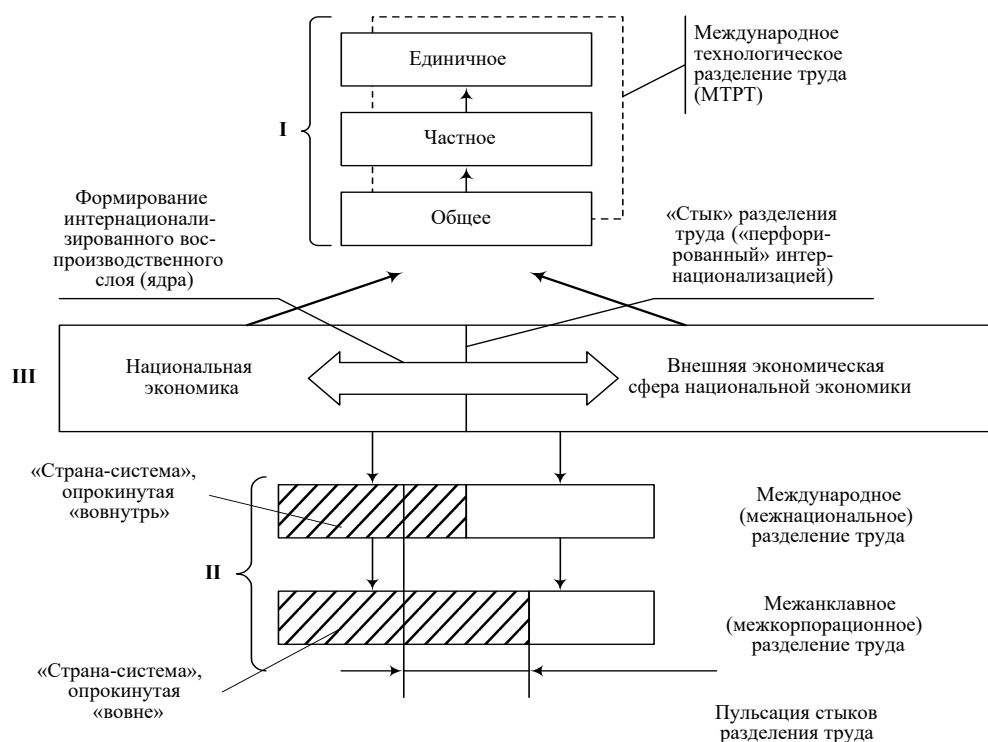 Единичное
Частное
Общее
I
Международное
технологическое
разделение труда
(МТРТ)
Формирование
интернационали-
зированного вос-
производственного
слоя (ядра)
«Стык» разделения
труда («перфори-
рованный» интер-
национализацией)
III
Национальная
экономика
Внешняя экономическая
сфера национальной экономики
«Страна-система»,
опрокинутая
«вовнутрь»
Международное
(межнациональное)
разделение труда
II
Межанклавное
(межкорпорационное)
разделение труда
«Страна-система»,
опрокинутая
«вовне»
Пульсация стыков
разделения труда